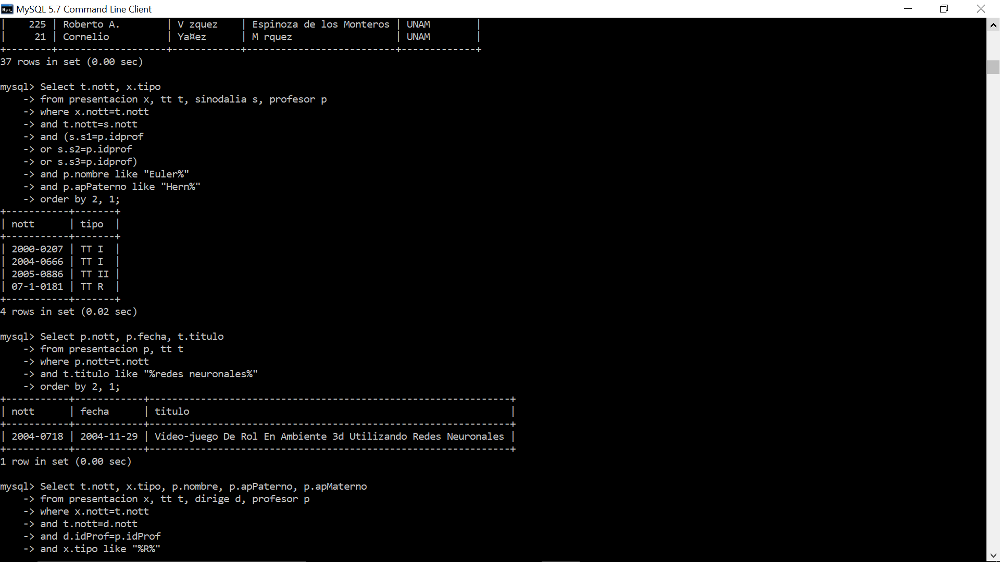 MySQL 5.7 Command Line Client
|    225 | Roberto A.        | V zquez    | Espinoza de los Monteros | UNAM        |
|     21 | Cornelio          | Ya¤ez      | M rquez                  | UNAM        |
+--------+-------------------+------------+--------------------------+-------------+
37 rows in set (0.00 sec)
mysql> Select t.nott, x.tipo
    -> from presentacion x, tt t, sinodalia s, profesor p
    -> where x.nott=t.nott
    -> and t.nott=s.nott
    -> and (s.s1=p.idprof
    -> or s.s2=p.idprof
    -> or s.s3=p.idprof)
    -> and p.nombre like "Euler%"
    -> and p.apPaterno like "Hern%"
    -> order by 2, 1;
+-----------+-------+
| nott      | tipo  |
+-----------+-------+
| 2000-0207 | TT I  |
| 2004-0666 | TT I  |
| 2005-0886 | TT II |
| 07-1-0181 | TT R  |
+-----------+-------+
4 rows in set (0.02 sec)
mysql> Select p.nott, p.fecha, t.titulo
    -> from presentacion p, tt t
    -> where p.nott=t.nott
    -> and t.titulo like "%redes neuronales%"
    -> order by 2, 1;
+-----------+------------+---------------------------------------------------------------+
| nott      | fecha      | titulo                                                        |
+-----------+------------+---------------------------------------------------------------+
| 2004-0718 | 2004-11-29 | Video-juego De Rol En Ambiente 3d Utilizando Redes Neuronales |
+-----------+------------+---------------------------------------------------------------+
1 row in set (0.00 sec)
mysql> Select t.nott, x.tipo, p.nombre, p.apPaterno, p.apMaterno
    -> from presentacion x, tt t, dirige d, profesor p
    -> where x.nott=t.nott
    -> and t.nott=d.nott
    -> and d.idProf=p.idProf
    -> and x.tipo like "%R%"